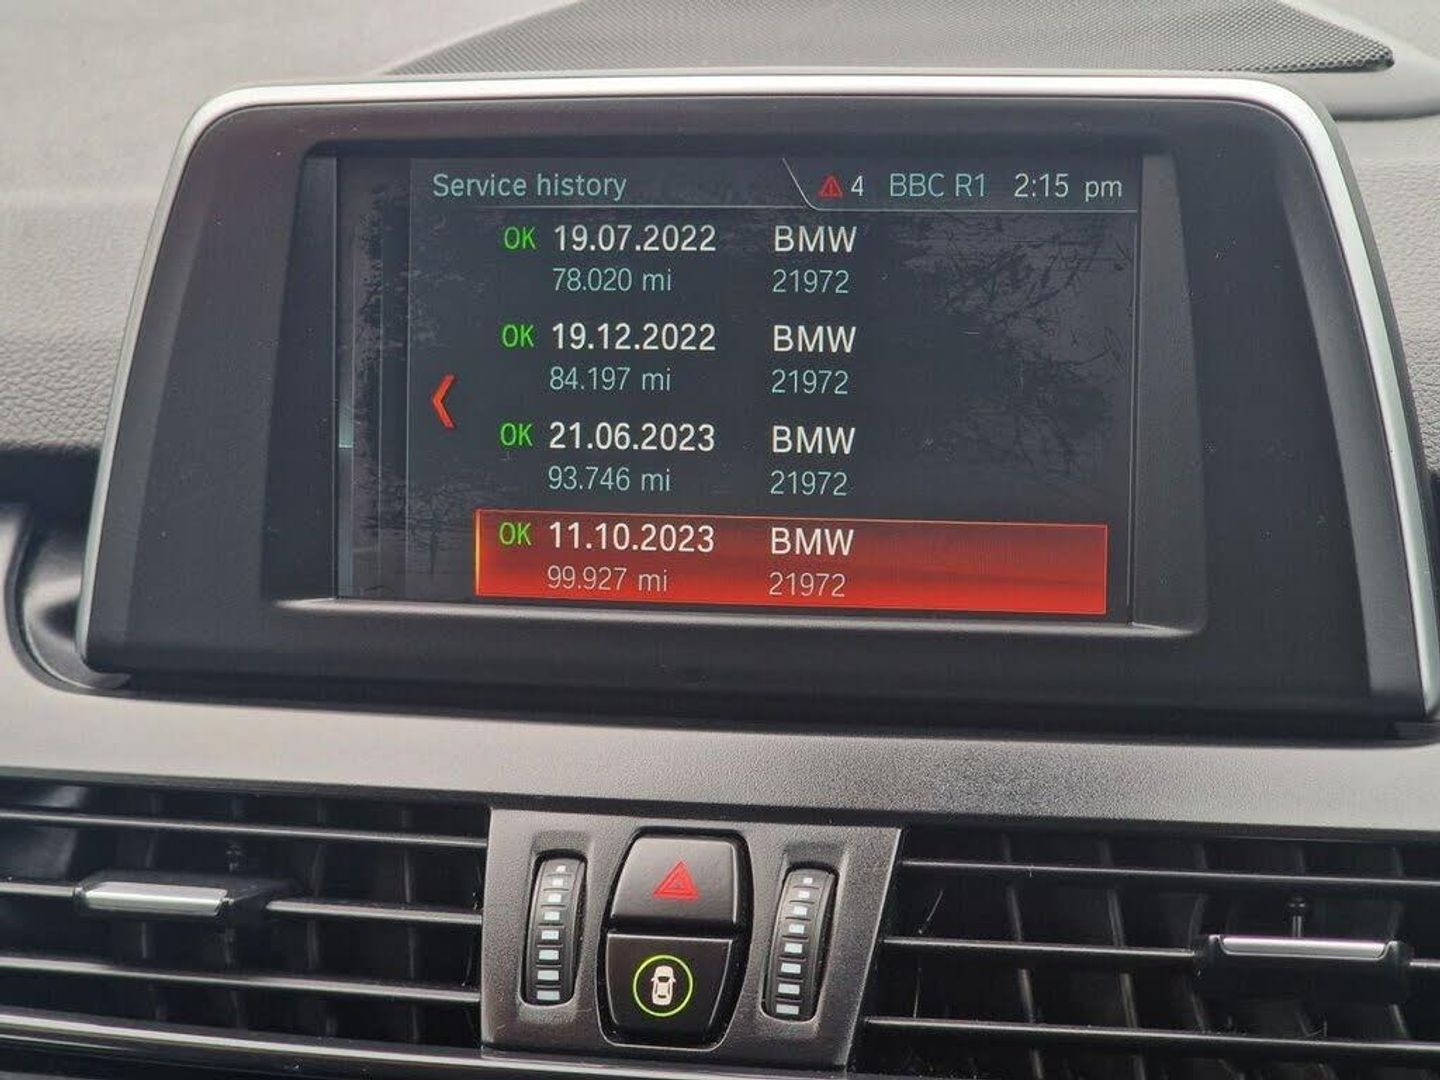 Service history 4 BBC R1 2:15 pm
OK 19.07.2022 BMW
78.020 mi 21972
OK 19.12.2022 BMW
84.197 mi 21972
OK 21.06.2023 BMW
93.746 mi 21972
OK 11.10.2023 BMW
99.927 mi 21972